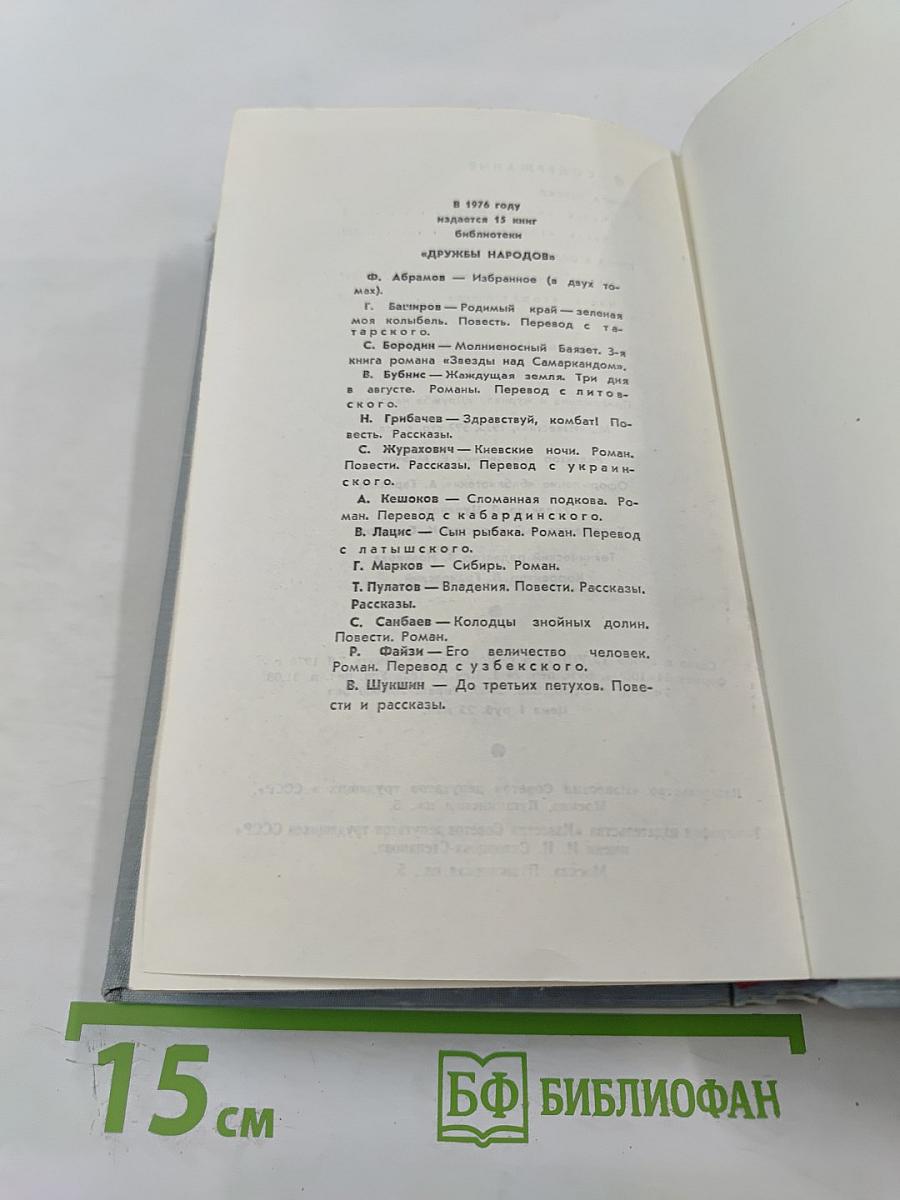 В 1976 году
издается 15 книг
библиотеки
«ДРУЖБЫ НАРОДОВ»
Ф. Абрамов — Избранное (в двух то-
мах).
Г. Баширов — Родимый край — зеленая
моя колыбель. Повесть. Перевод с та-
тарского.
С. Бородин — Молниеносный Баязет. 3-я
книга романа «Звезды над Самаркандом».
В. Бубнис — Жаждущая земля. Три дня
в августе. Романы. Перевод с литов-
ского.
Н. Грибачев — Здравствуй, комбат! По-
весть. Рассказы.
С. Журахович — Киевские ночи. Роман.
Повести. Рассказы. Перевод с украин-
ского.
А. Кешоков — Сломанная подкова. Ро-
ман. Перевод с кабардинского.
В. Лацис — Сын рыбака. Роман. Перевод
с латышского.
Г. Марков — Сибирь. Роман.
Т. Пулатов — Владения. Повести. Рассказы.
Рассказы.
С. Санбаев — Колодцы знойных долин.
Повести. Роман.
Р. Файзи — Его величество человек.
Роман. Перевод с узбекского.
В. Шукшин — До третьих петухов. Пове-
сти и рассказы.
15 см
БФ БИБЛИОФАН